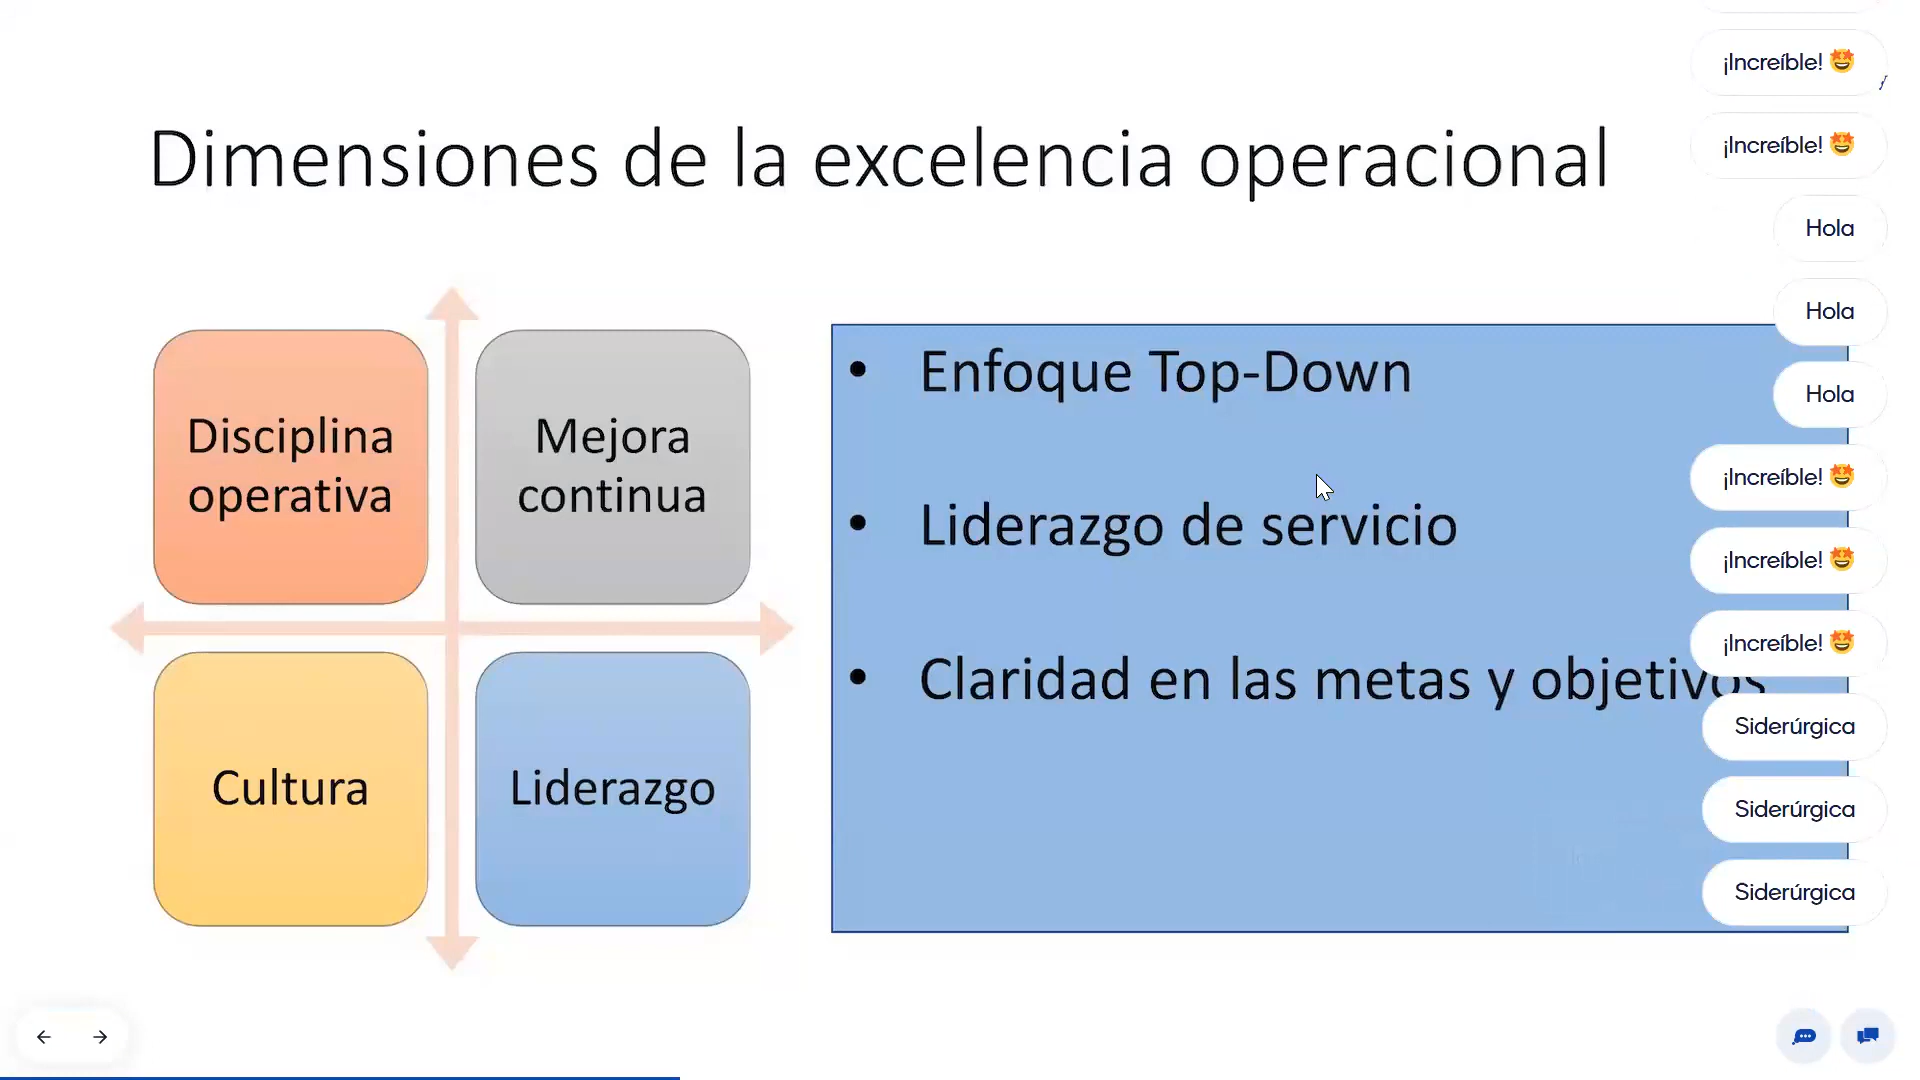 Dimensiones de la excelencia operacional
Disciplina
operativa
Mejora
continua
Cultura
Liderazgo
• Enfoque Top-Down
• Liderazgo de servicio
• Claridad en las metas y objetivos
¡Increíble! 🤩
¡Increíble! 🤩
Hola
Hola
Hola
¡Increíble! 🤩
¡Increíble! 🤩
¡Increíble! 🤩
Siderúrgica
Siderúrgica
Siderúrgica